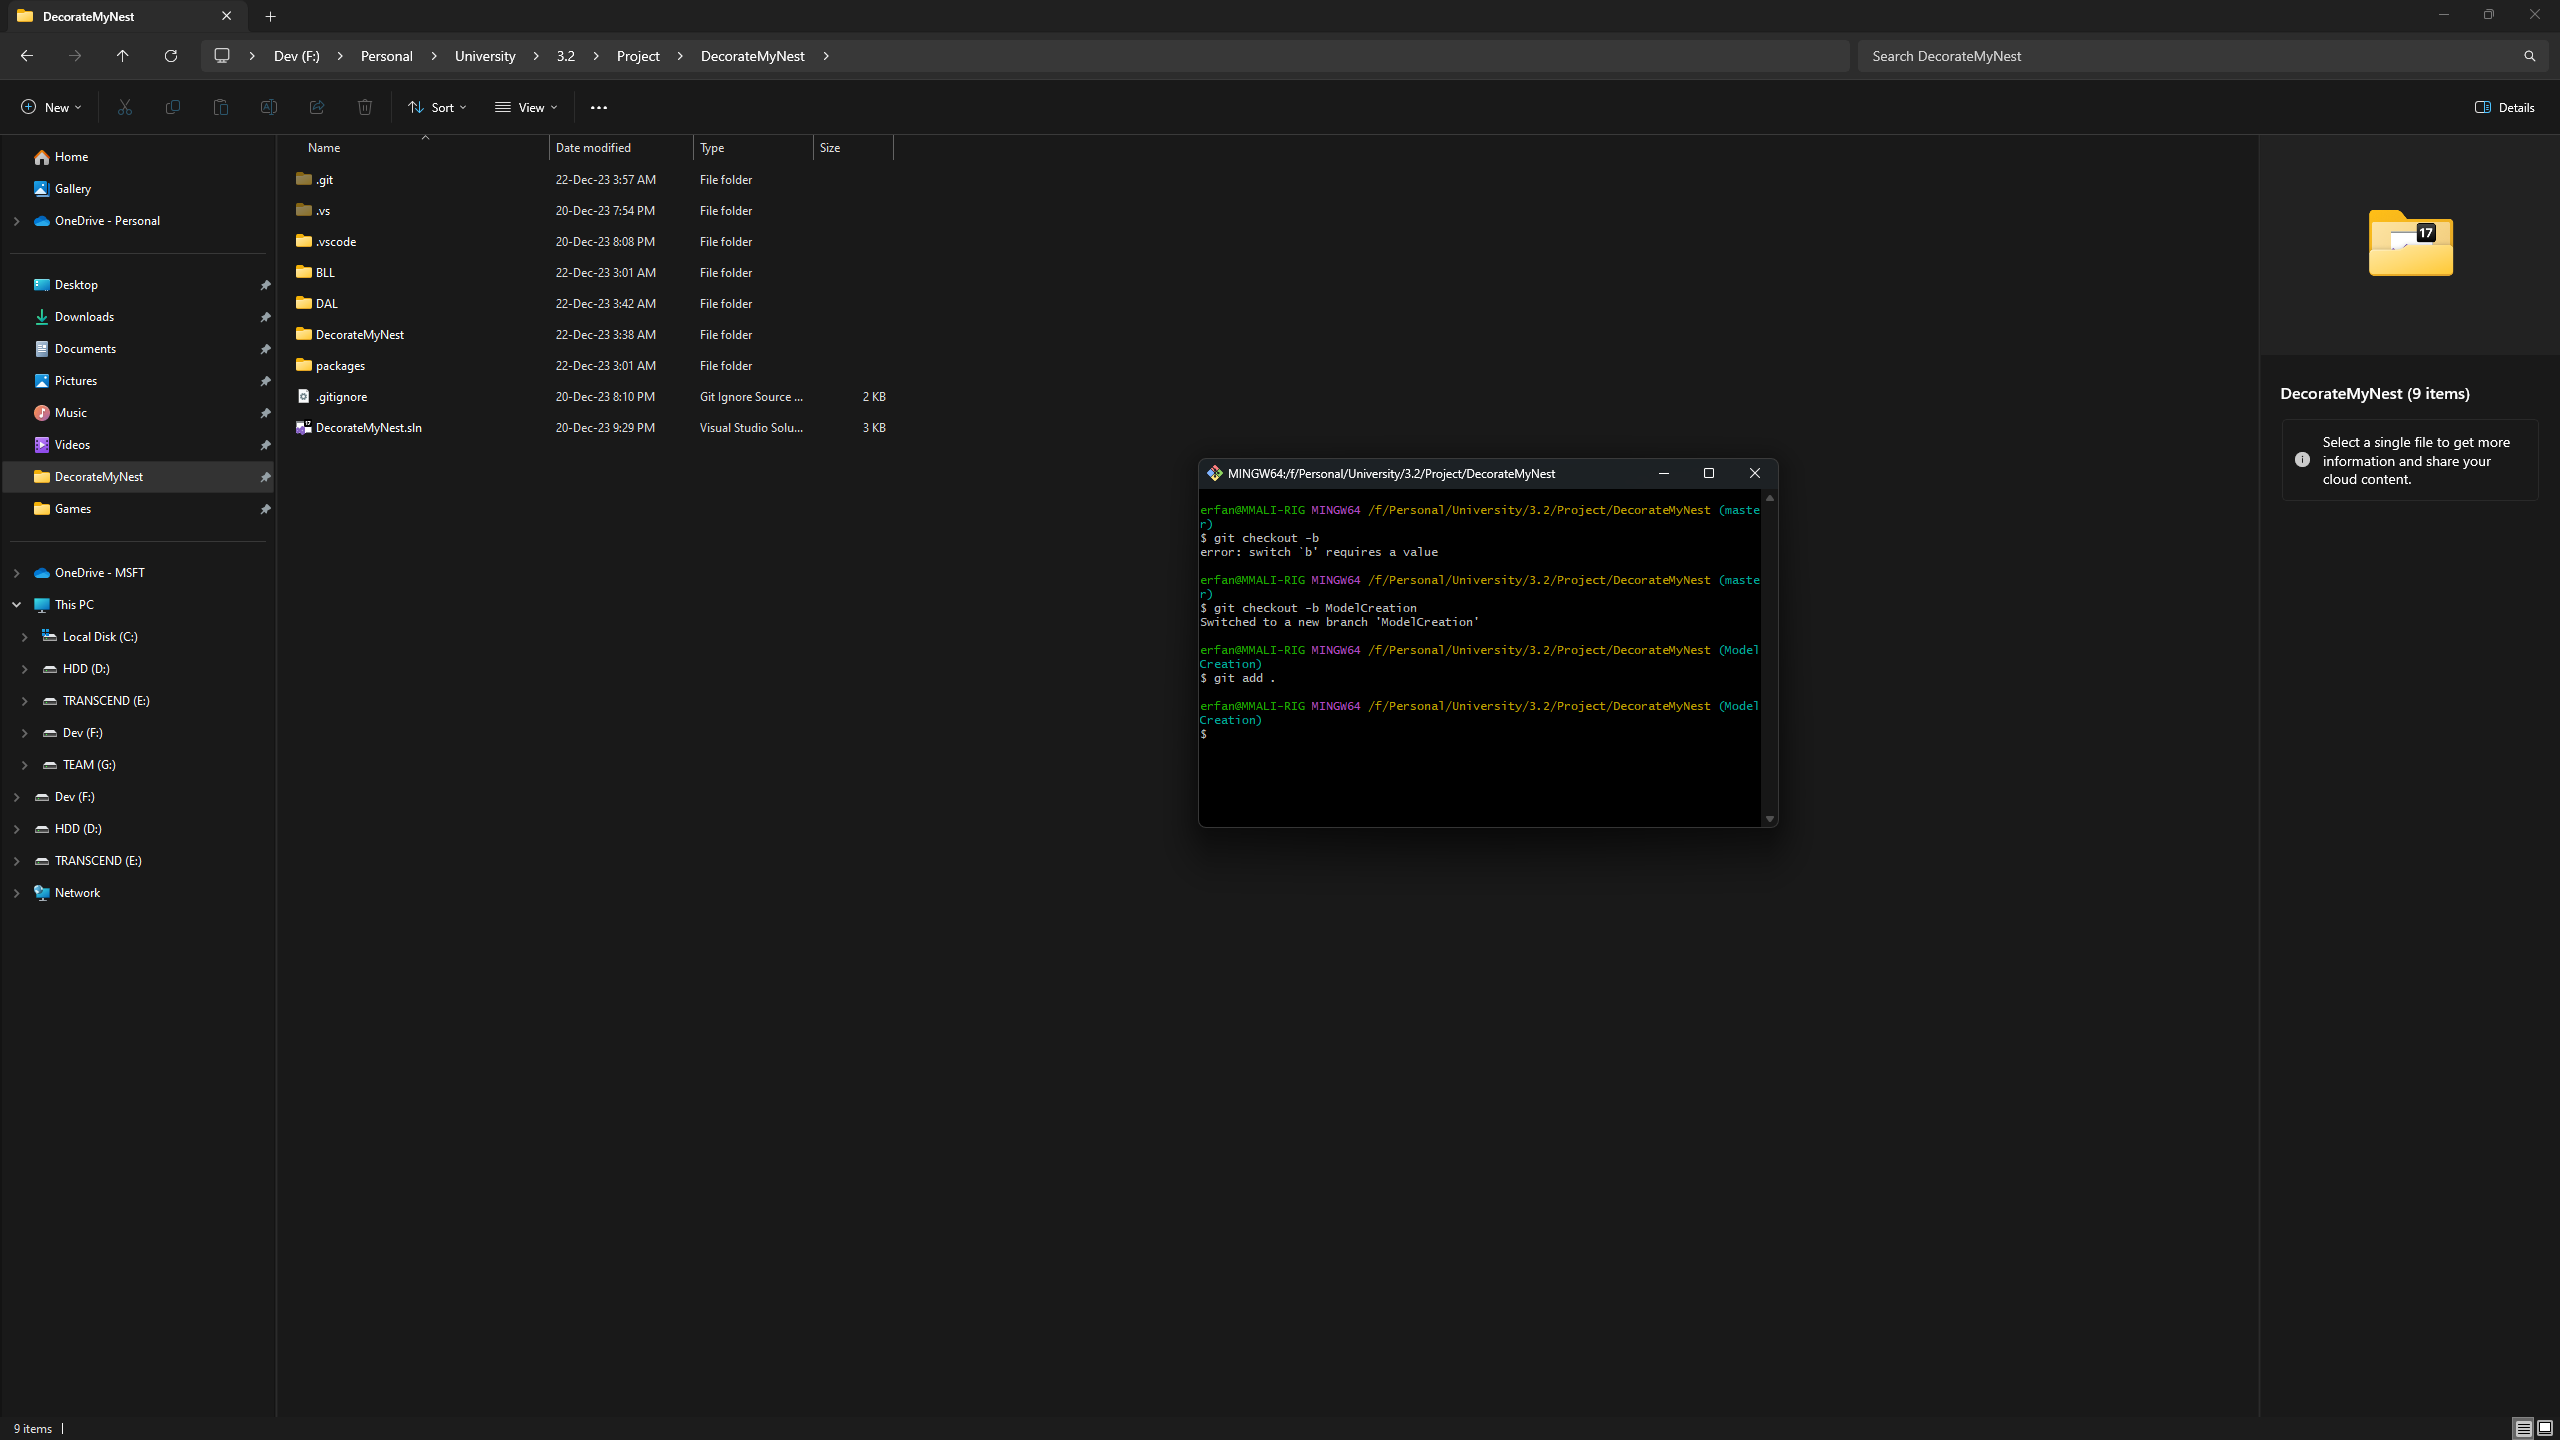 DecorateMyNest
Dev (F:) Personal University 3.2 Project DecorateMyNest
Search DecorateMyNest
New Sort View Details
Home
Gallery
OneDrive - Personal
Desktop
Downloads
Documents
Pictures
Music
Videos
DecorateMyNest
Games
OneDrive - MSFT
This PC
Local Disk (C:)
HDD (D:)
TRANSCEND (E:)
Dev (F:)
TEAM (G:)
Dev (F:)
HDD (D:)
TRANSCEND (E:)
Network
Name Date modified Type Size
.git 22-Dec-23 3:57 AM File folder
.vs 20-Dec-23 7:54 PM File folder
.vscode 20-Dec-23 8:08 PM File folder
BLL 22-Dec-23 3:01 AM File folder
DAL 22-Dec-23 3:42 AM File folder
DecorateMyNest 22-Dec-23 3:38 AM File folder
packages 22-Dec-23 3:01 AM File folder
.gitignore 20-Dec-23 8:10 PM Git Ignore Source ... 2 KB
DecorateMyNest.sln 20-Dec-23 9:29 PM Visual Studio Solu... 3 KB
MINGW64:/f/Personal/University/3.2/Project/DecorateMyNest
erfan@MMALI-RIG MINGW64 /f/Personal/University/3.2/Project/DecorateMyNest (maste
r)
$ git checkout -b
error: switch `b' requires a value
erfan@MMALI-RIG MINGW64 /f/Personal/University/3.2/Project/DecorateMyNest (maste
r)
$ git checkout -b ModelCreation
Switched to a new branch 'ModelCreation'
erfan@MMALI-RIG MINGW64 /f/Personal/University/3.2/Project/DecorateMyNest (Model
Creation)
$ git add .
erfan@MMALI-RIG MINGW64 /f/Personal/University/3.2/Project/DecorateMyNest (Model
Creation)
$
17
DecorateMyNest (9 items)
Select a single file to get more
information and share your
cloud content.
9 items